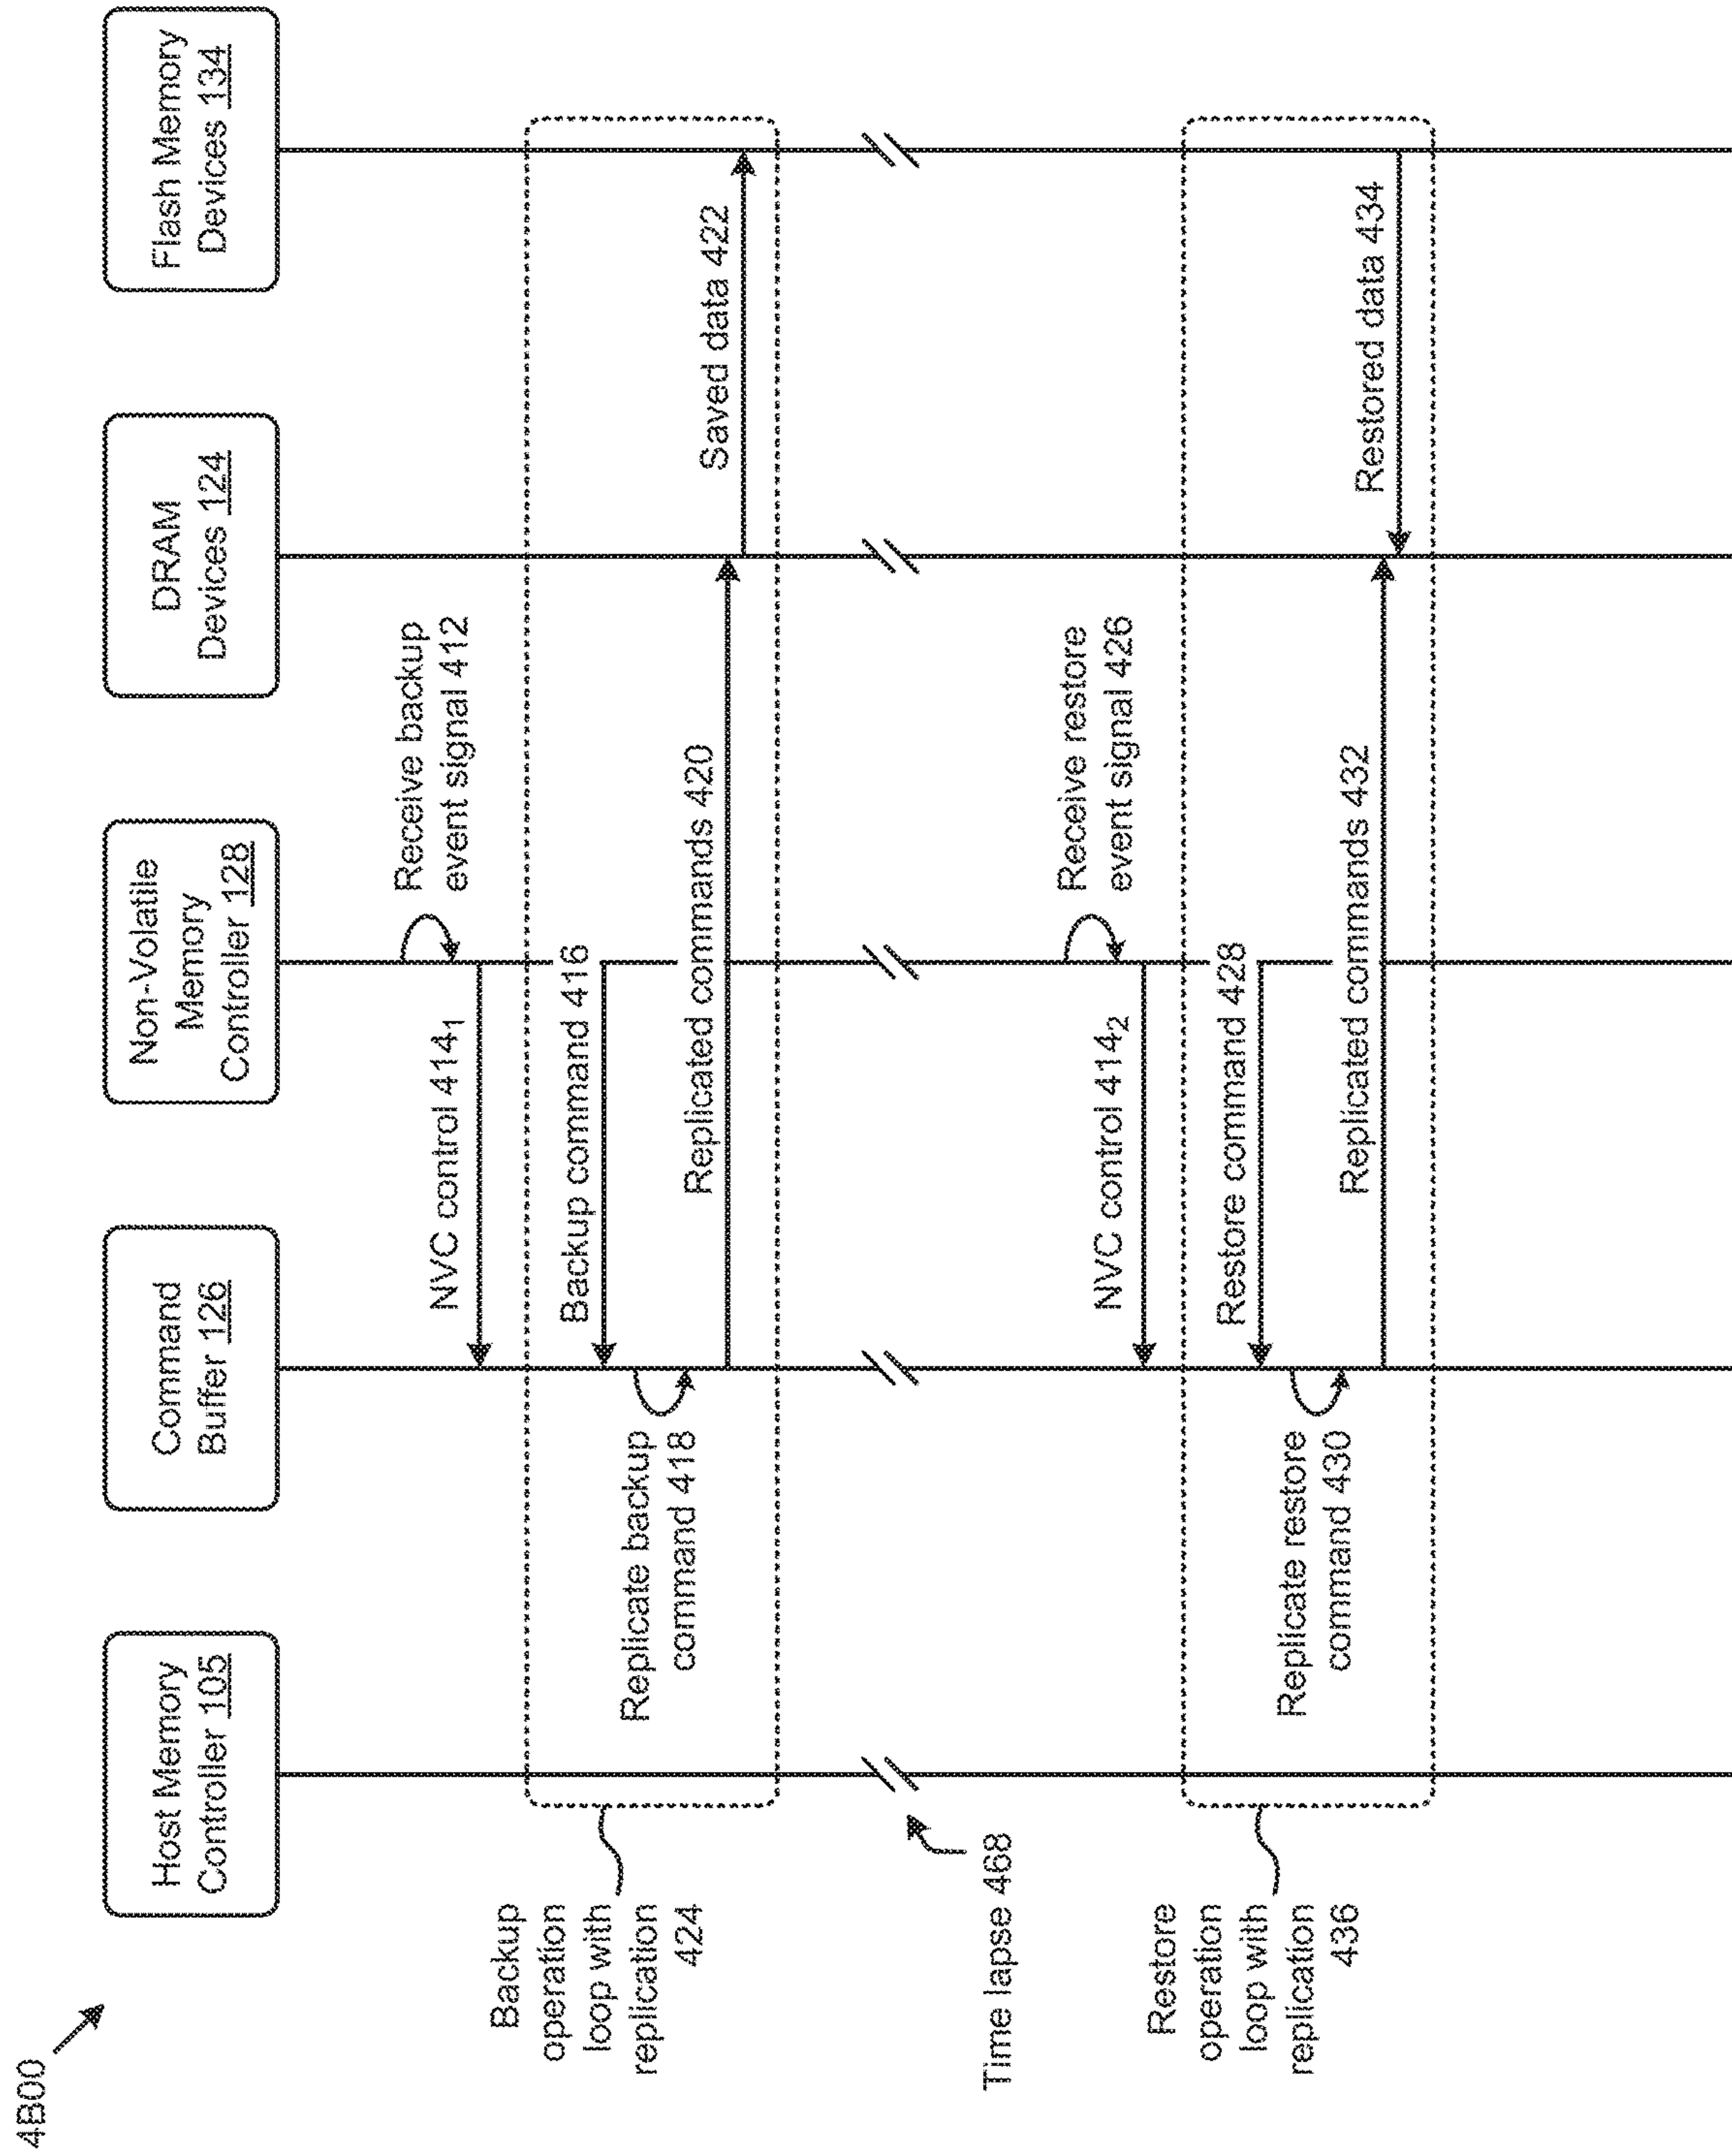 4B00
Host Memory
Controller 105
Command
Buffer 126
Non-Volatile
Memory
Controller 128
DRAM
Devices 124
Flash Memory
Devices 134
Receive backup
event signal 412
NVC control 414₁
Backup
operation
loop with
replication
424
Backup command 416
Replicate backup
command 418
Replicated commands 420
Saved data 422
Time lapse 468
Receive restore
event signal 426
NVC control 414₂
Restore
operation
loop with
replication
436
Restore command 428
Replicate restore
command 430
Replicated commands 432
Restored data 434